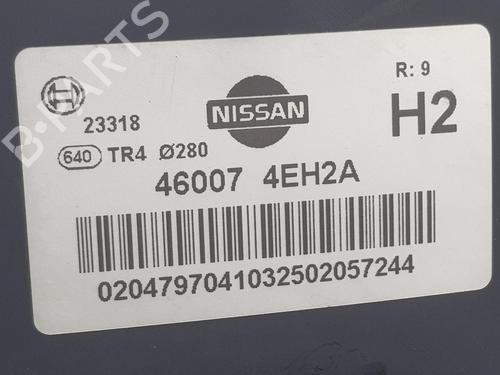 R: 9
23318
NISSAN
H2
640 TR4 Ø280
46007 4EH2A
0204797041032502057244
B-PARTS